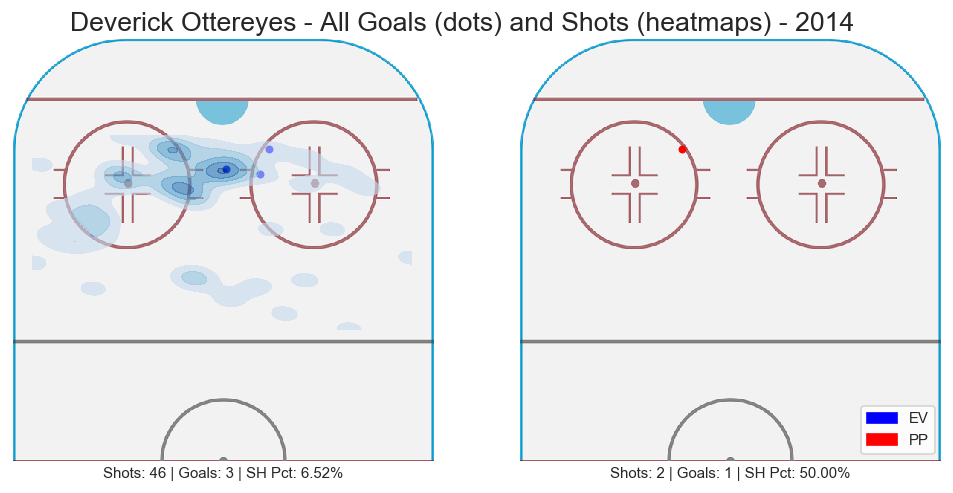 Deverick Ottereyes - All Goals (dots) and Shots (heatmaps) - 2014
EV
PP
Shots: 46 | Goals: 3 | SH Pct: 6.52%
Shots: 2 | Goals: 1 | SH Pct: 50.00%